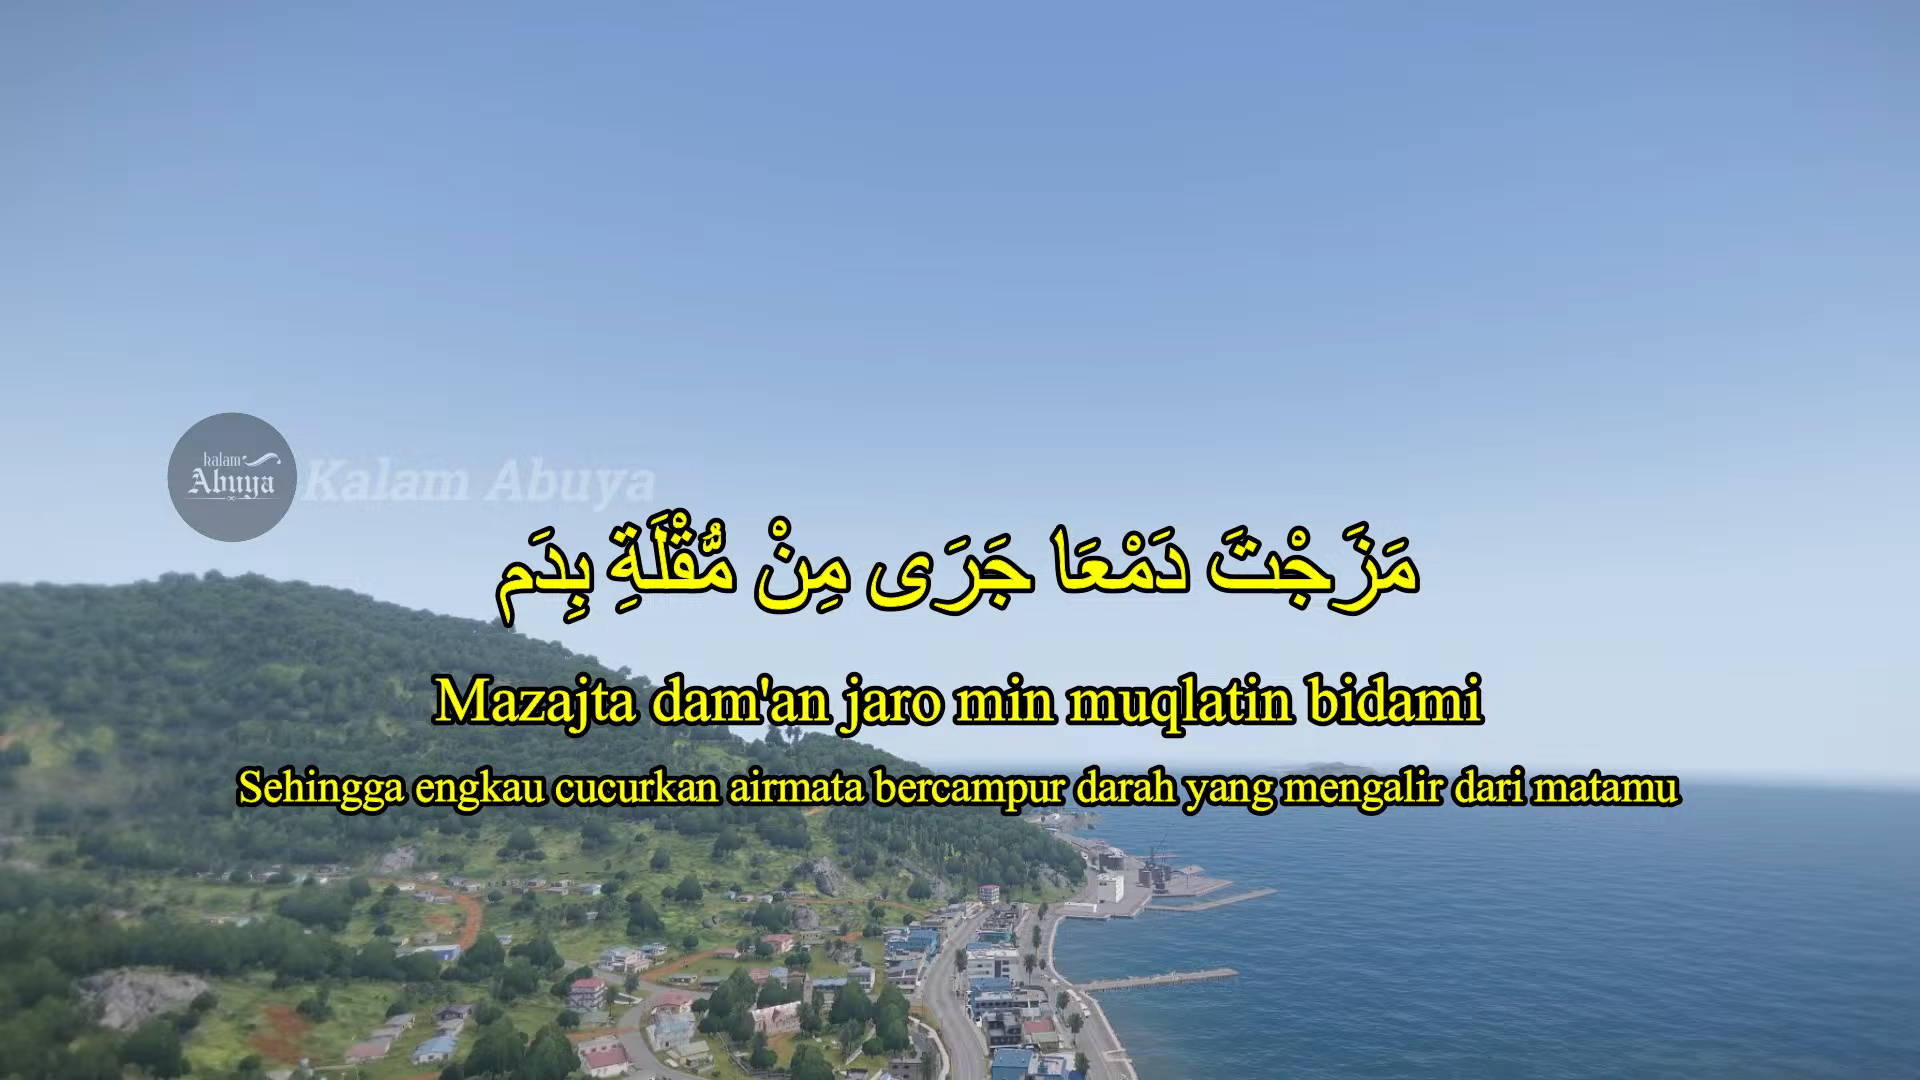 kalam
Abuya
Kalam Abuya
مَزَجْتَ دَمْعَا جَرَى مِنْ مُّقْلَةِ بِدَم
Mazajta dam'an jaro min muqlatin bidami
Sehingga engkau cucurkan airmata bercampur darah yang mengalir dari matamu